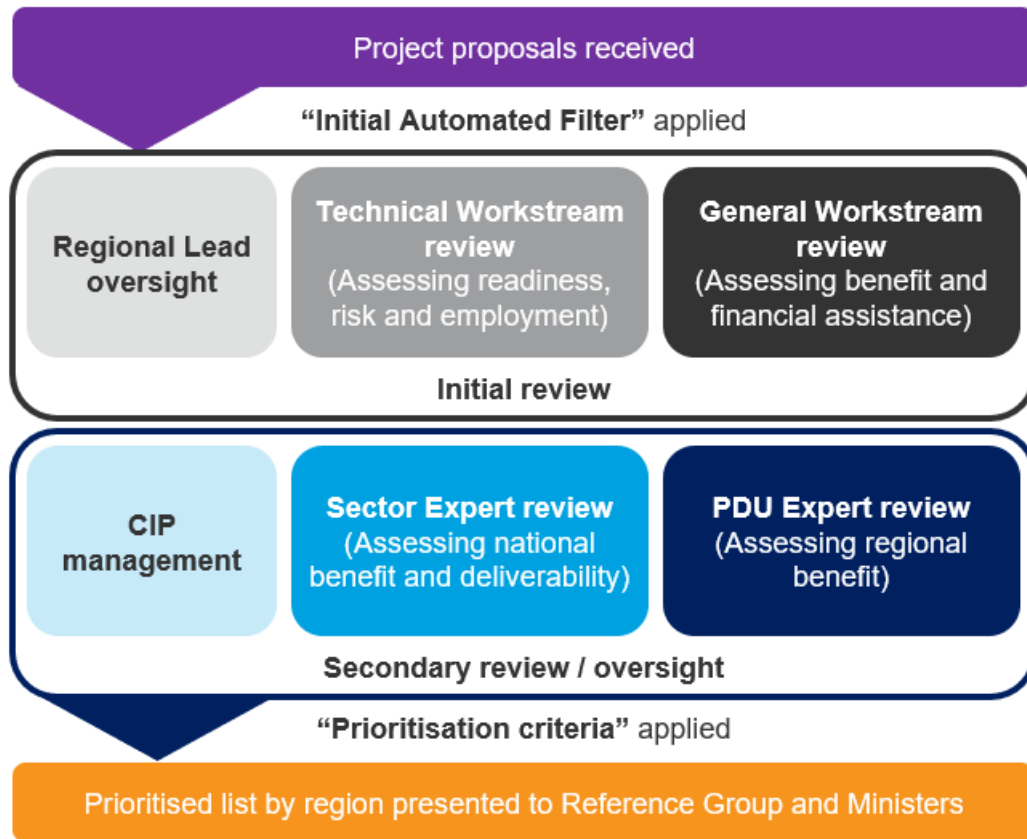 Project proposals received
“Initial Automated Filter” applied
Regional Lead
oversight
Technical Workstream
review
(Assessing readiness,
risk and employment)
General Workstream
review
(Assessing benefit and
financial assistance)
Initial review
CIP
management
Sector Expert review
(Assessing national
benefit and deliverability)
PDU Expert review
(Assessing regional
benefit)
Secondary review / oversight
“Prioritisation criteria” applied
Prioritised list by region presented to Reference Group and Ministers